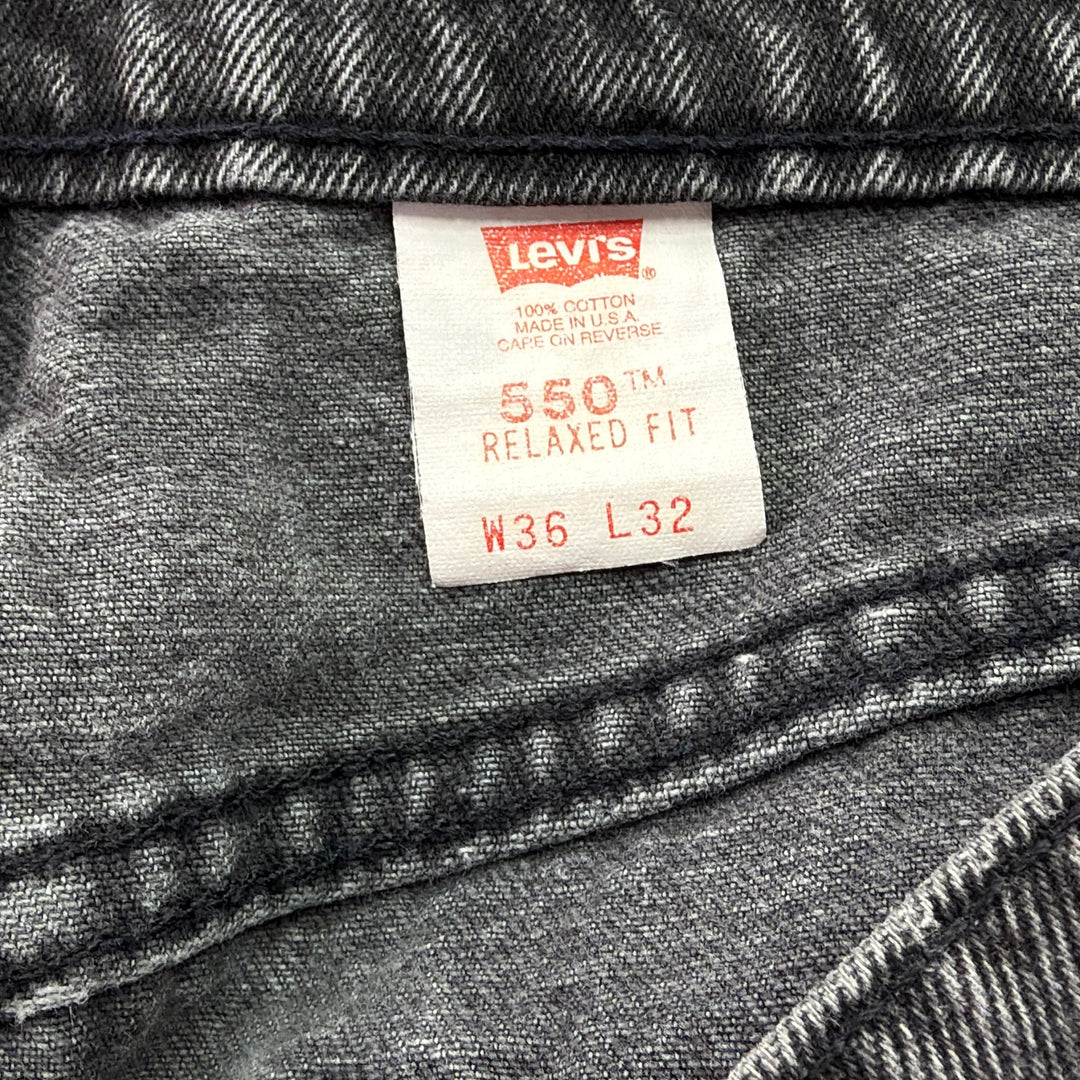 Levi's ®
100% COTTON
MADE IN U.S.A.
CARE ON REVERSE
550™
RELAXED FIT
W36 L32